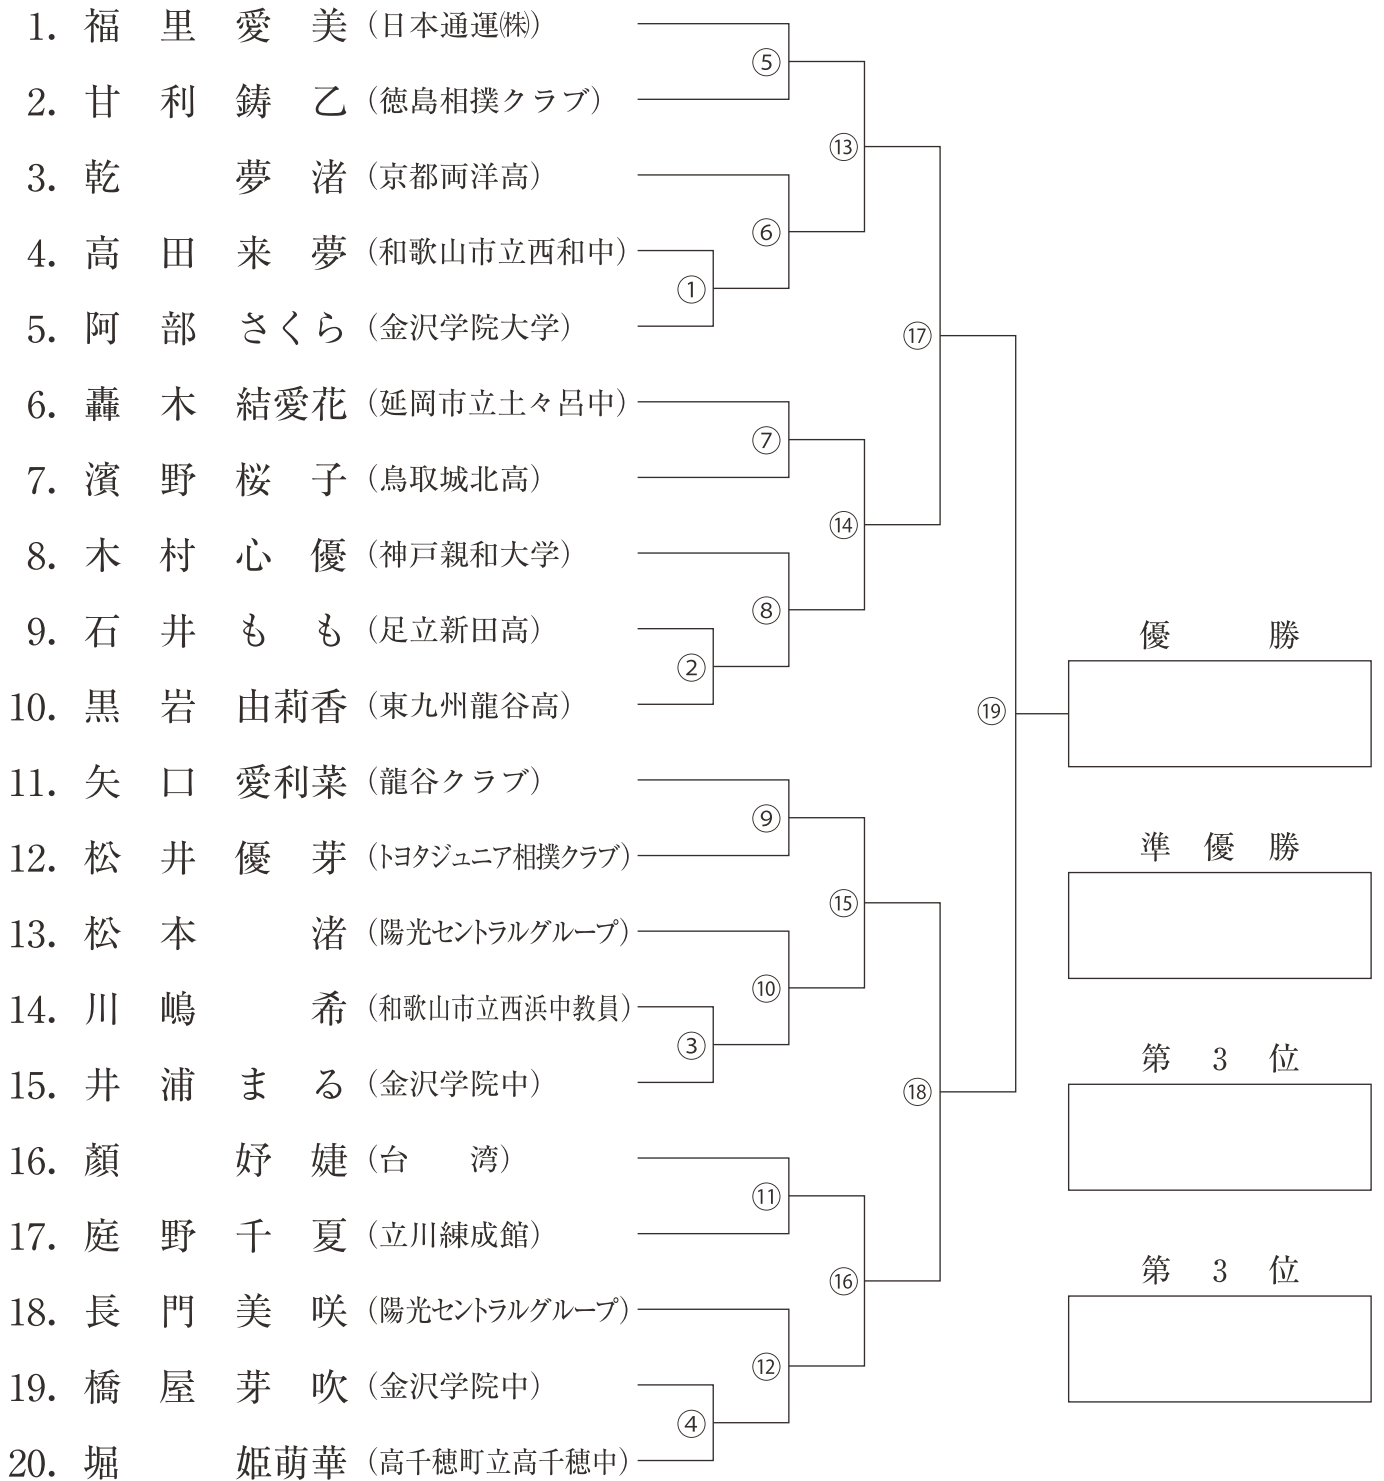 1. 福里愛美 (日本通運㈱)
2. 甘利鋳乙 (徳島相撲クラブ)
3. 乾 夢渚 (京都両洋高)
4. 高田来夢 (和歌山市立西和中)
5. 阿部さくら (金沢学院大学)
6. 轟木結愛花 (延岡市立土々呂中)
7. 濱野桜子 (鳥取城北高)
8. 木村心優 (神戸親和大学)
9. 石井もも (足立新田高)
10. 黒岩由莉香 (東九州龍谷高)
11. 矢口愛利菜 (龍谷クラブ)
12. 松井優芽 (トヨタジュニア相撲クラブ)
13. 松本 渚 (陽光セントラルグループ)
14. 川嶋 希 (和歌山市立西浜中教員)
15. 井浦まる (金沢学院中)
16. 顏 妤婕 (台湾)
17. 庭野千夏 (立川練成館)
18. 長門美咲 (陽光セントラルグループ)
19. 橋屋芽吹 (金沢学院中)
20. 堀 姫萌華 (高千穂町立高千穂中)
①
②
③
④
⑤
⑥
⑦
⑧
⑨
⑩
⑪
⑫
⑬
⑭
⑮
⑯
⑰
⑱
⑲
優勝
準優勝
第3位
第3位